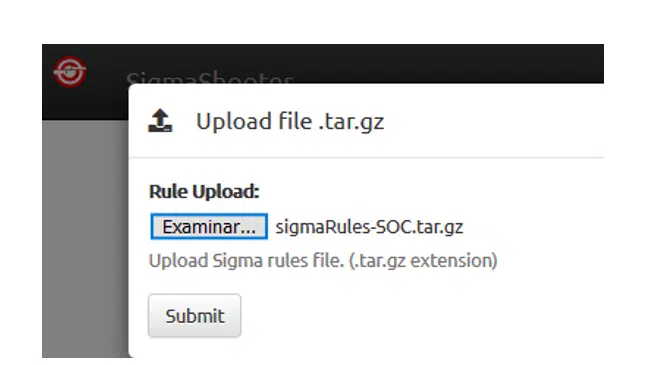 SigmaShooter
Upload file .tar.gz
Rule Upload:
Examinar... sigmaRules-SOC.tar.gz
Upload Sigma rules file. (.tar.gz extension)
Submit